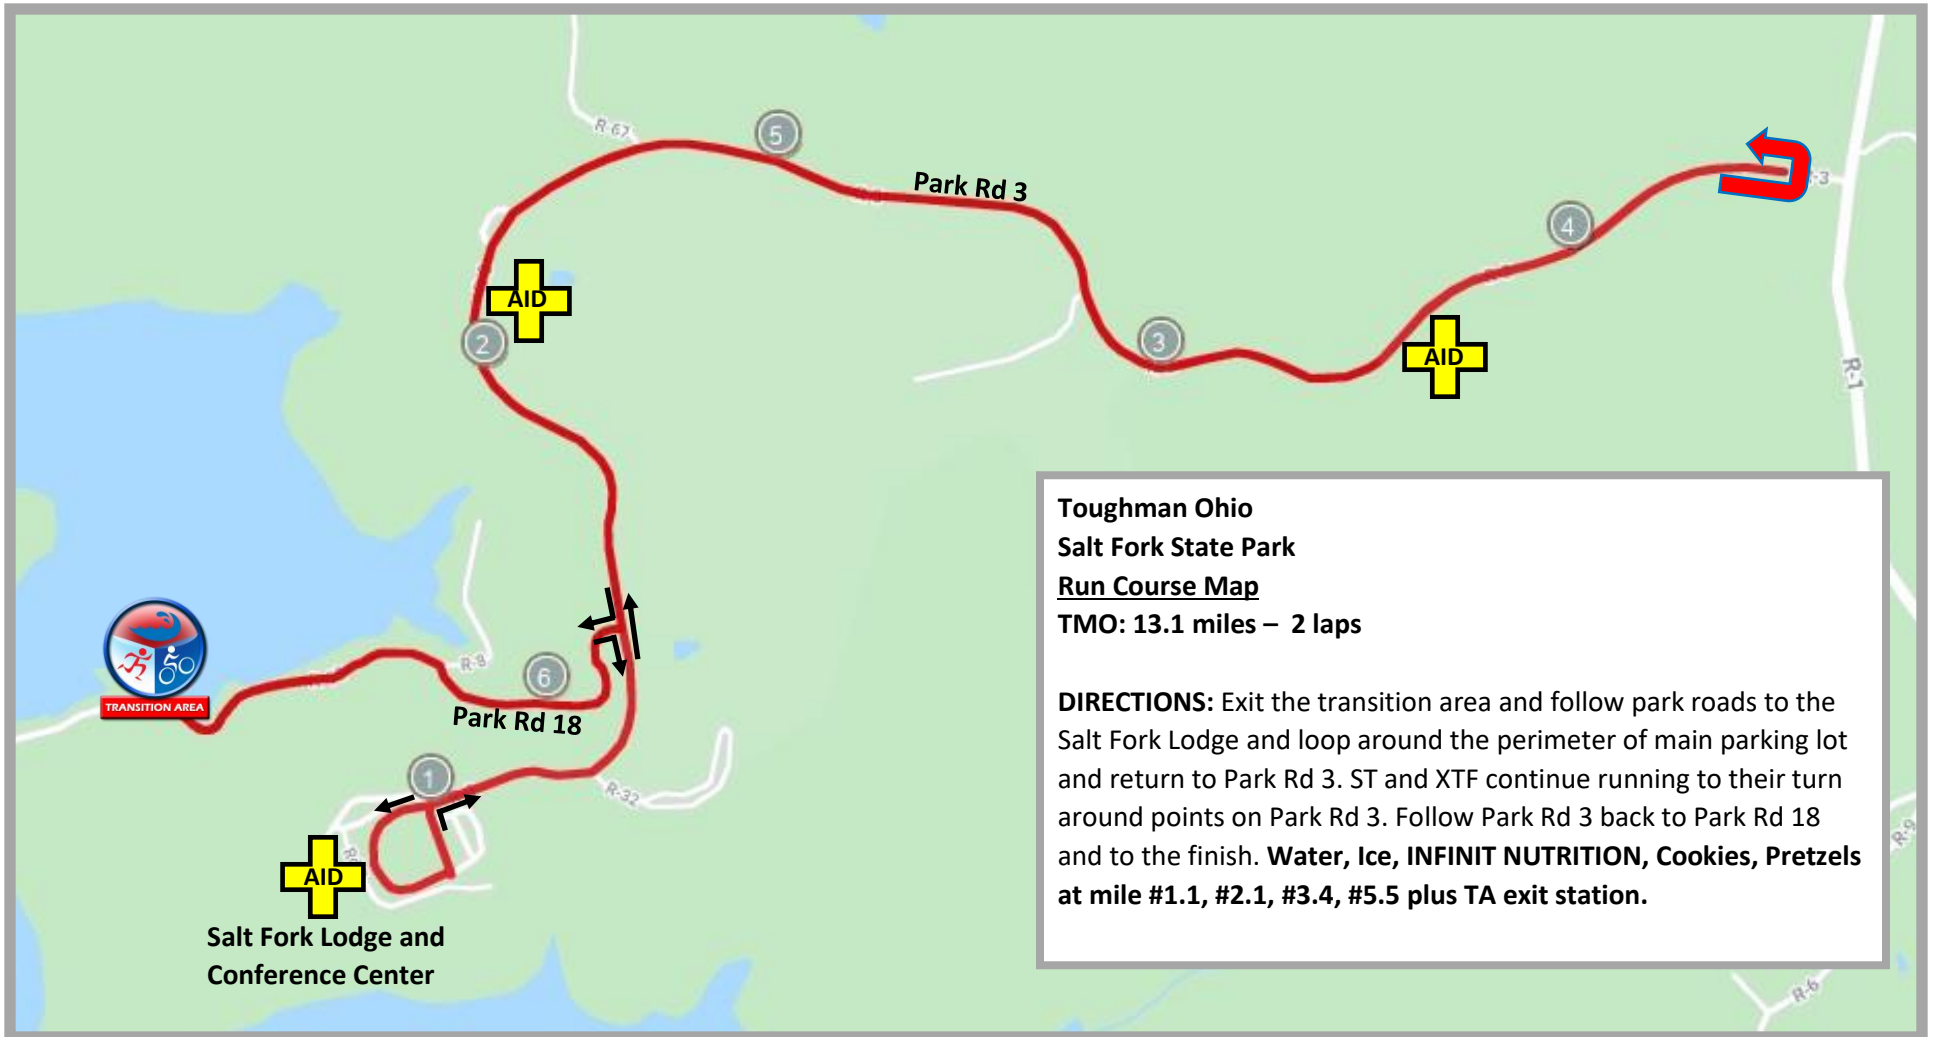 R-67
5
Park Rd 3
R-3
R-3
4
AID
2
3
R-3
AID
R-1
Toughman Ohio
Salt Fork State Park
Run Course Map
TMO: 13.1 miles – 2 laps
DIRECTIONS: Exit the transition area and follow park roads to the
Salt Fork Lodge and loop around the perimeter of main parking lot
and return to Park Rd 3. ST and XTF continue running to their turn
around points on Park Rd 3. Follow Park Rd 3 back to Park Rd 18
and to the finish. Water, Ice, INFINIT NUTRITION, Cookies, Pretzels
at mile #1.1, #2.1, #3.4, #5.5 plus TA exit station.
TRANSITION AREA
R-8
6
Park Rd 18
1
R-32
AID
Salt Fork Lodge and
Conference Center
R-9
R-6